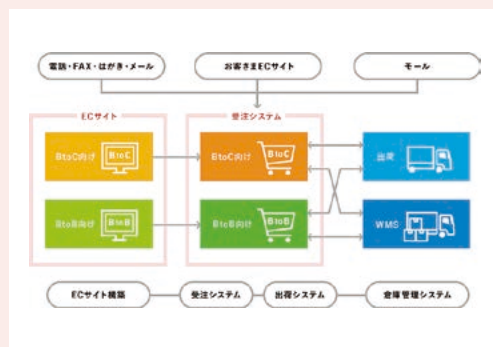 電話・FAX・はがき・メール
お客さまECサイト
モール
ECサイト
受注システム
BtoC向け
BtoC
BtoC向け
BtoC
出荷
BtoB向け
BtoB
BtoB向け
BtoB
WMS
ECサイト構築
受注システム
出荷システム
倉庫管理システム